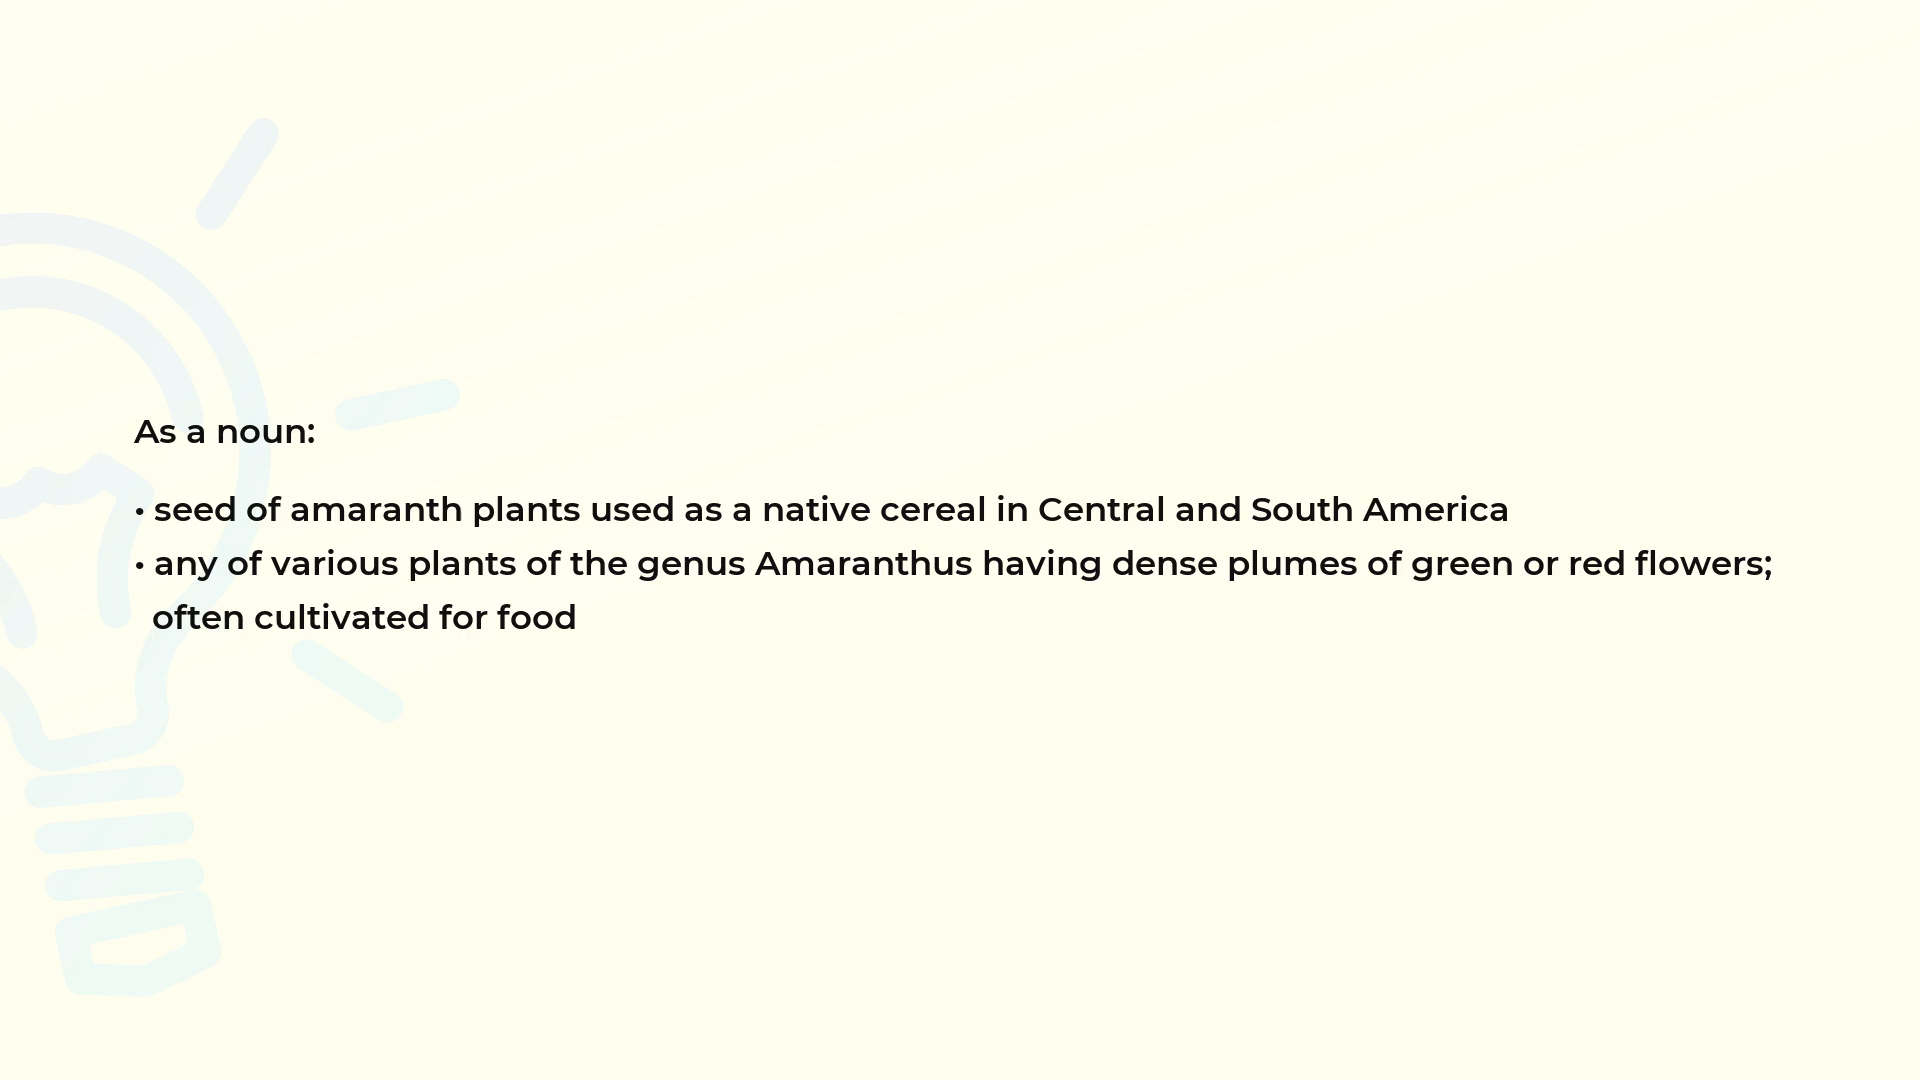 As a noun:
• seed of amaranth plants used as a native cereal in Central and South America
• any of various plants of the genus Amaranthus having dense plumes of green or red flowers;
often cultivated for food